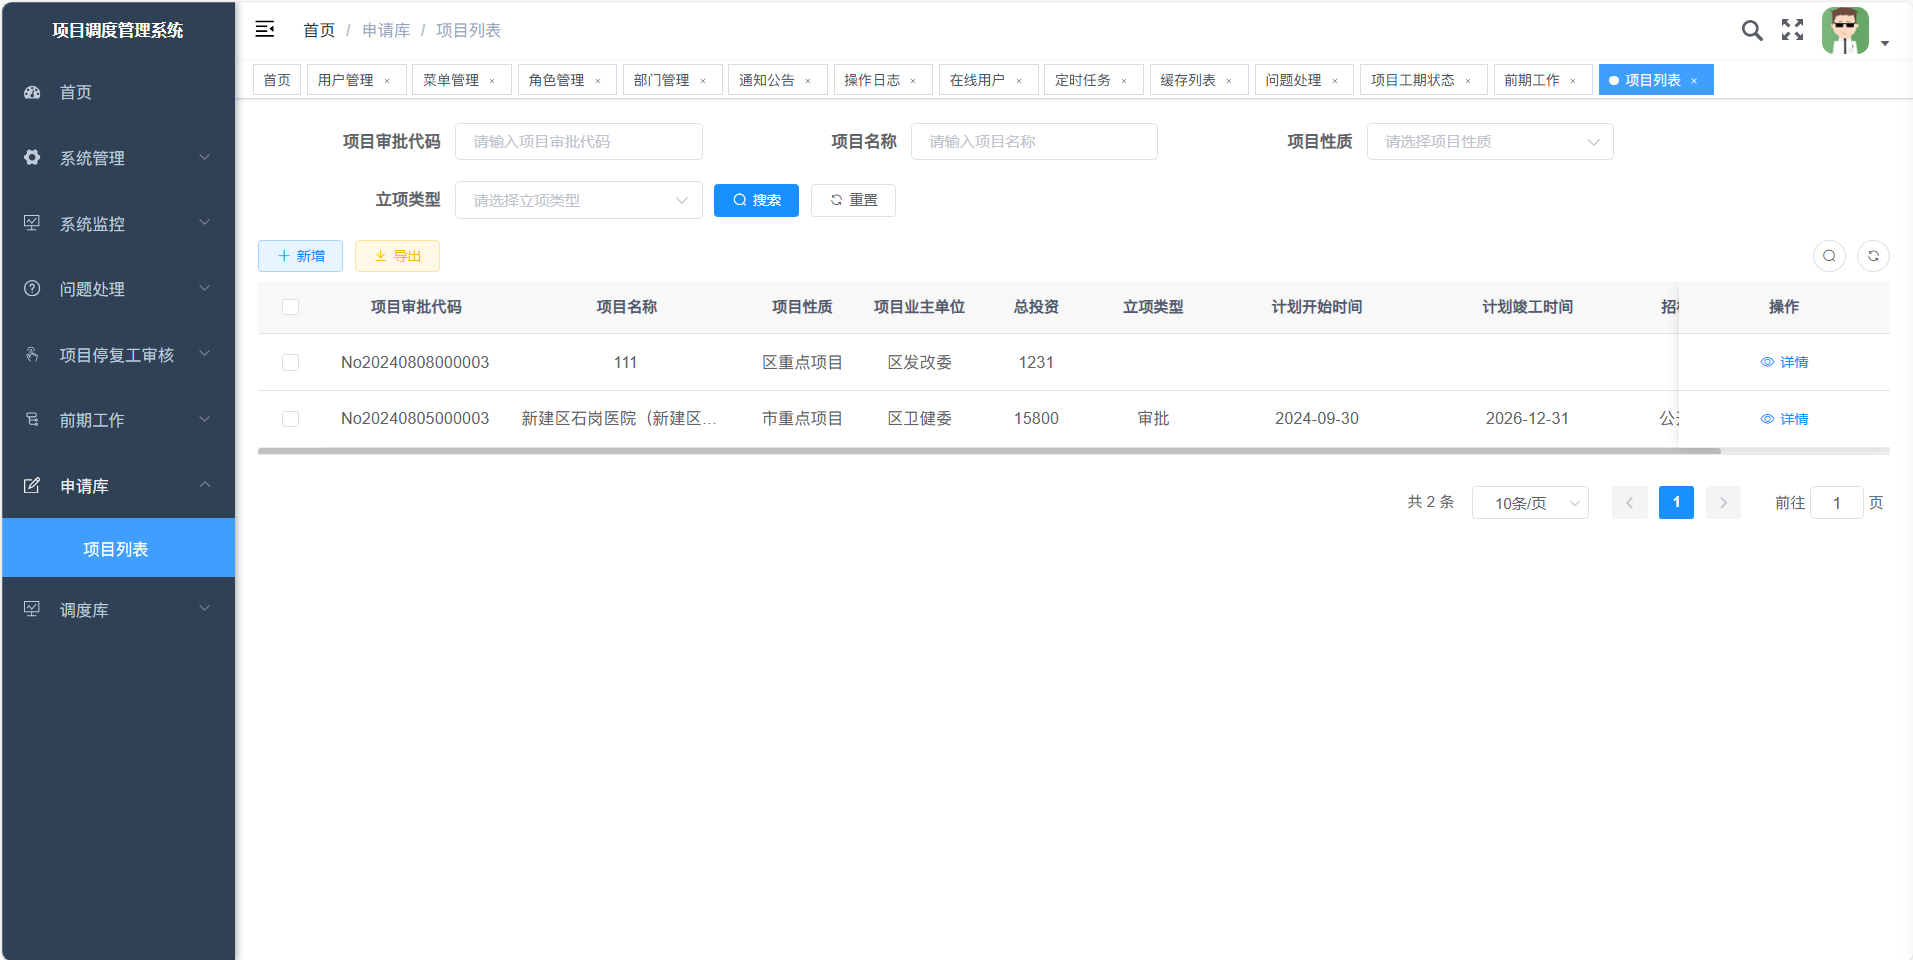 项目调度管理系统
首页 / 申请库 / 项目列表
首页
用户管理 ×
菜单管理 ×
角色管理 ×
部门管理 ×
通知公告 ×
操作日志 ×
在线用户 ×
定时任务 ×
缓存列表 ×
问题处理 ×
项目工期状态 ×
前期工作 ×
项目列表 ×
首页
系统管理
系统监控
问题处理
项目停复工审核
前期工作
申请库
项目列表
调度库
项目审批代码 请输入项目审批代码 项目名称 请输入项目名称 项目性质 请选择项目性质
立项类型 请选择立项类型 搜索 重置
新增 导出
项目审批代码 项目名称 项目性质 项目业主单位 总投资 立项类型 计划开始时间 计划竣工时间 操作
No20240808000003 111 区重点项目 区发改委 1231 详情
No20240805000003 新建区石岗医院（新建区... 市重点项目 区卫健委 15800 审批 2024-09-30 2026-12-31 详情
共 2 条 10条/页 1 前往 1 页